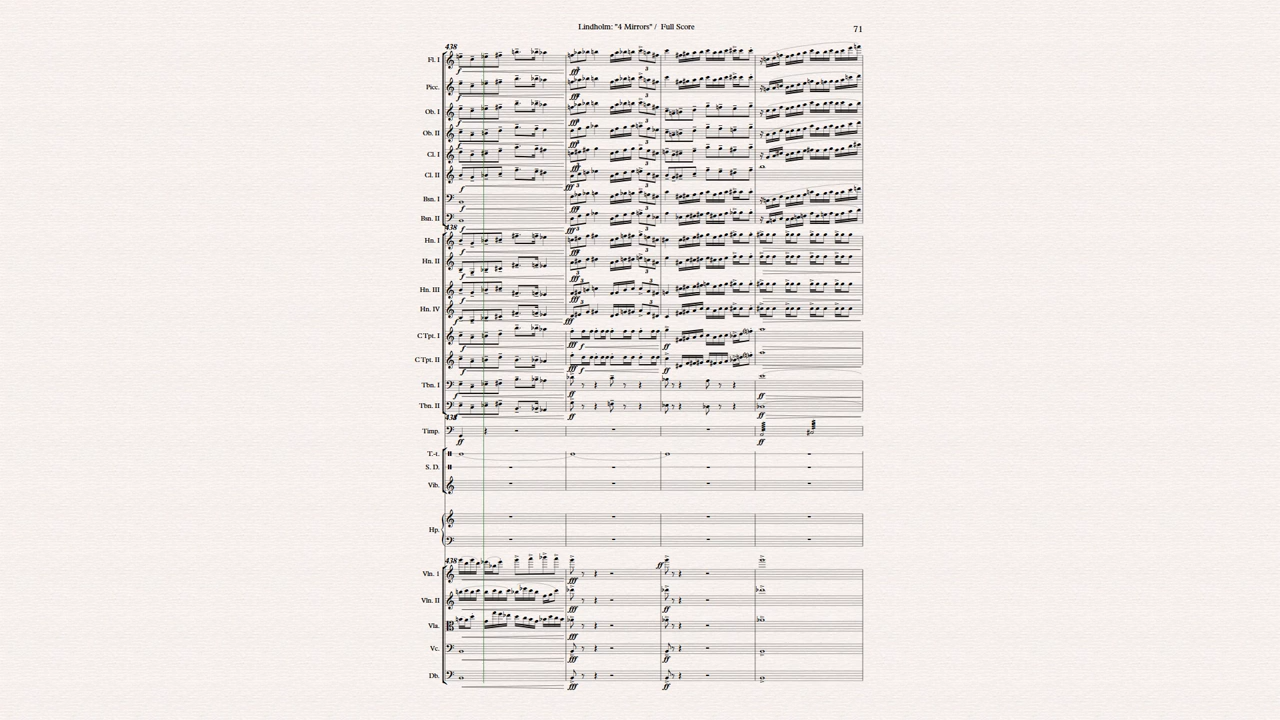 Lindholm: "4 Mirrors" / Full Score
71
438
Fl. I
Picc.
Ob. I
Ob. II
Cl. I
Cl. II
Bsn. I
Bsn. II
438
Hn. I
Hn. II
Hn. III
Hn. IV
C Tpt. I
C Tpt. II
Tbn. I
Tbn. II
438
Timp.
T.-t.
S. D.
Vib.
Hp.
438
Vln. I
Vln. II
Vla.
Vc.
Db.